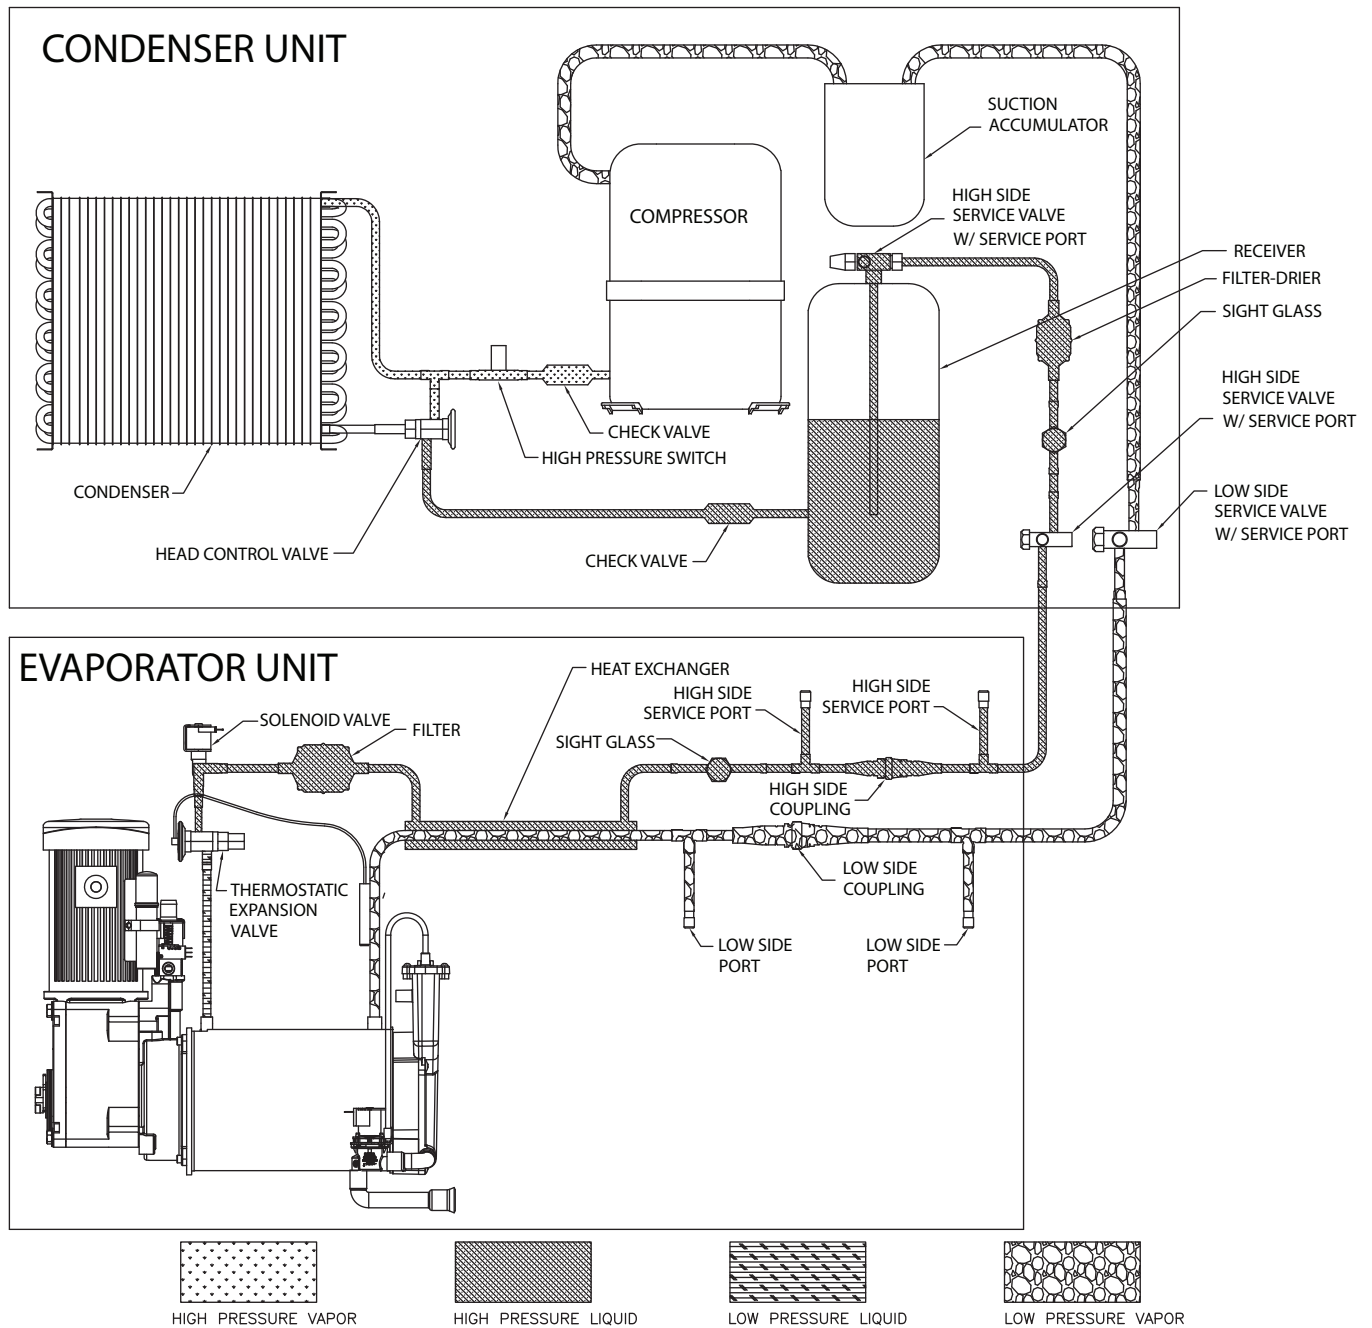 CONDENSER UNIT
SUCTION
ACCUMULATOR
COMPRESSOR
HIGH SIDE
SERVICE VALVE
W/ SERVICE PORT
RECEIVER
FILTER-DRIER
SIGHT GLASS
HIGH SIDE
SERVICE VALVE
W/ SERVICE PORT
CHECK VALVE
HIGH PRESSURE SWITCH
CONDENSER
LOW SIDE
SERVICE VALVE
W/ SERVICE PORT
HEAD CONTROL VALVE
CHECK VALVE
EVAPORATOR UNIT
HEAT EXCHANGER
HIGH SIDE
SERVICE PORT
HIGH SIDE
SERVICE PORT
SOLENOID VALVE
FILTER
SIGHT GLASS
HIGH SIDE
COUPLING
THERMOSTATIC
EXPANSION
VALVE
LOW SIDE
COUPLING
LOW SIDE
PORT
LOW SIDE
PORT
HIGH PRESSURE VAPOR
HIGH PRESSURE LIQUID
LOW PRESSURE LIQUID
LOW PRESSURE VAPOR